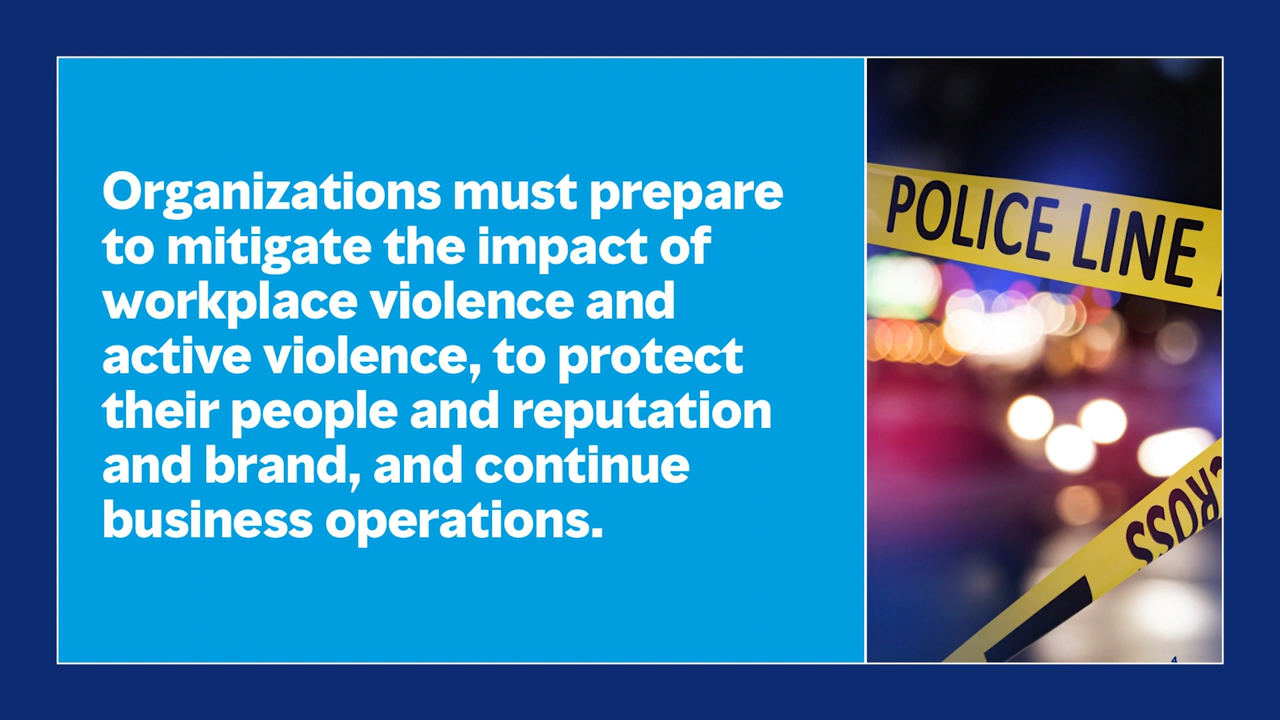 Organizations must prepare
to mitigate the impact of
workplace violence and
active violence, to protect
their people and reputation
and brand, and continue
business operations.
POLICE LINE
CROSS
4